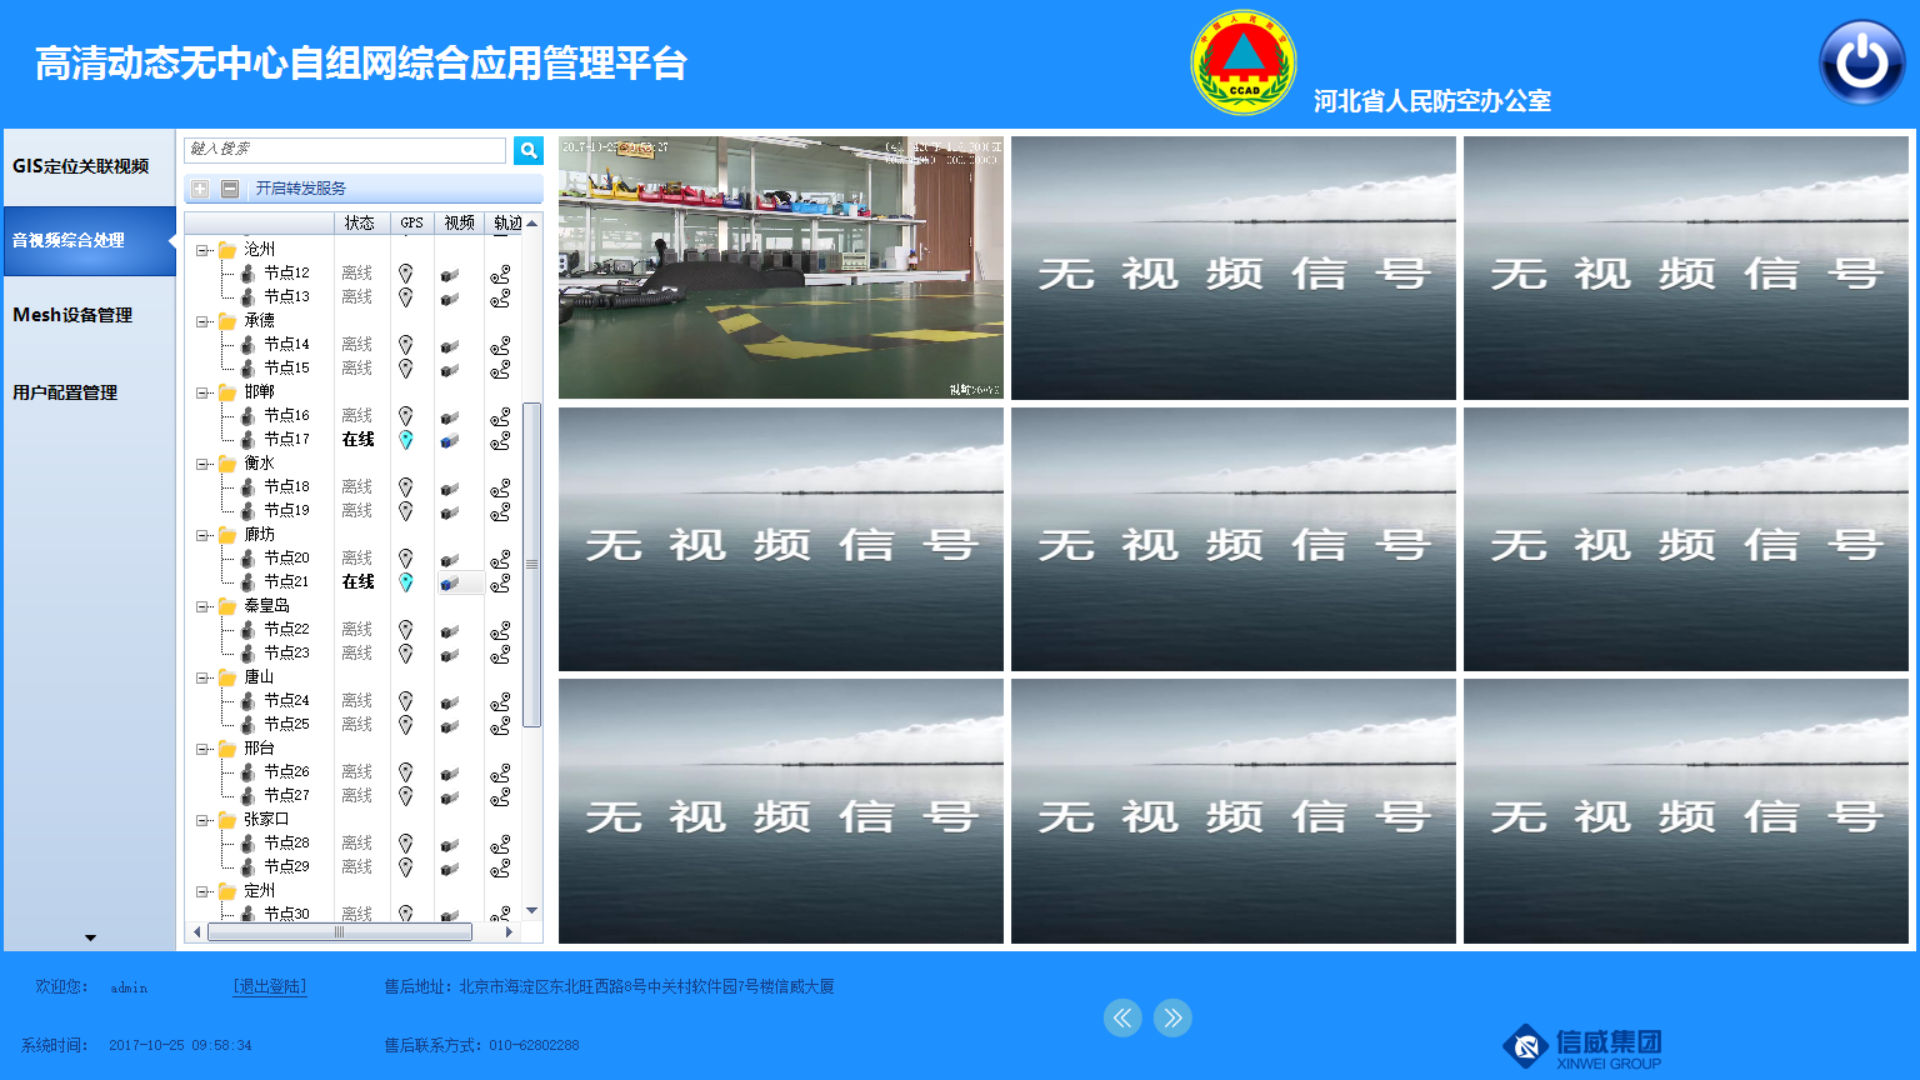 高清动态无中心自组网综合应用管理平台
CCAD
河北省人民防空办公室
GIS定位关联视频
音视频综合处理
Mesh设备管理
用户配置管理
键入搜索
开启转发服务
状态 GPS 视频 轨迹
沧州
节点12 离线
节点13 离线
承德
节点14 离线
节点15 离线
邯郸
节点16 离线
节点17 在线
衡水
节点18 离线
节点19 离线
廊坊
节点20 离线
节点21 在线
秦皇岛
节点22 离线
节点23 离线
唐山
节点24 离线
节点25 离线
邢台
节点26 离线
节点27 离线
张家口
节点28 离线
节点29 离线
定州
节点30 离线
无视频信号
无视频信号
无视频信号
无视频信号
无视频信号
无视频信号
无视频信号
无视频信号
欢迎您： admin [退出登陆]
售后地址：北京市海淀区东北旺西路8号中关村软件园7号楼信威大厦
系统时间： 2017-10-25 09:58:34
售后联系方式：010-62802288
信威集团
XINWEI GROUP